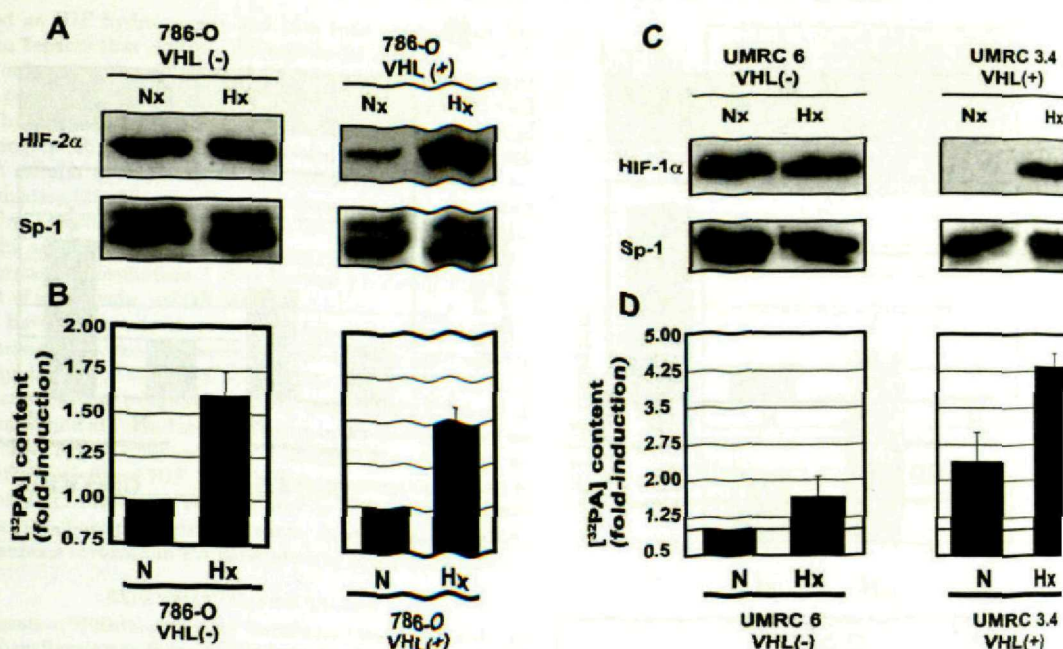 A
786-O
VHL (-)
Nx Hx
786-O
VHL (+)
Nx Hx
HIF-2α
Sp-1
B
[³²PA] content
(fold-induction)
2.00
1.75
1.50
1.25
1.00
0.75
N Hx
786-O
VHL(-)
N Hx
786-O
VHL(+)
C
UMRC 6
VHL(-)
Nx Hx
UMRC 3.4
VHL(+)
Nx Hx
HIF-1α
Sp-1
D
[³²PA] content
(fold-induction)
5.00
4.25
3.5
2.75
2.00
1.25
0.5
N Hx
UMRC 6
VHL(-)
N Hx
UMRC 3.4
VHL(+)